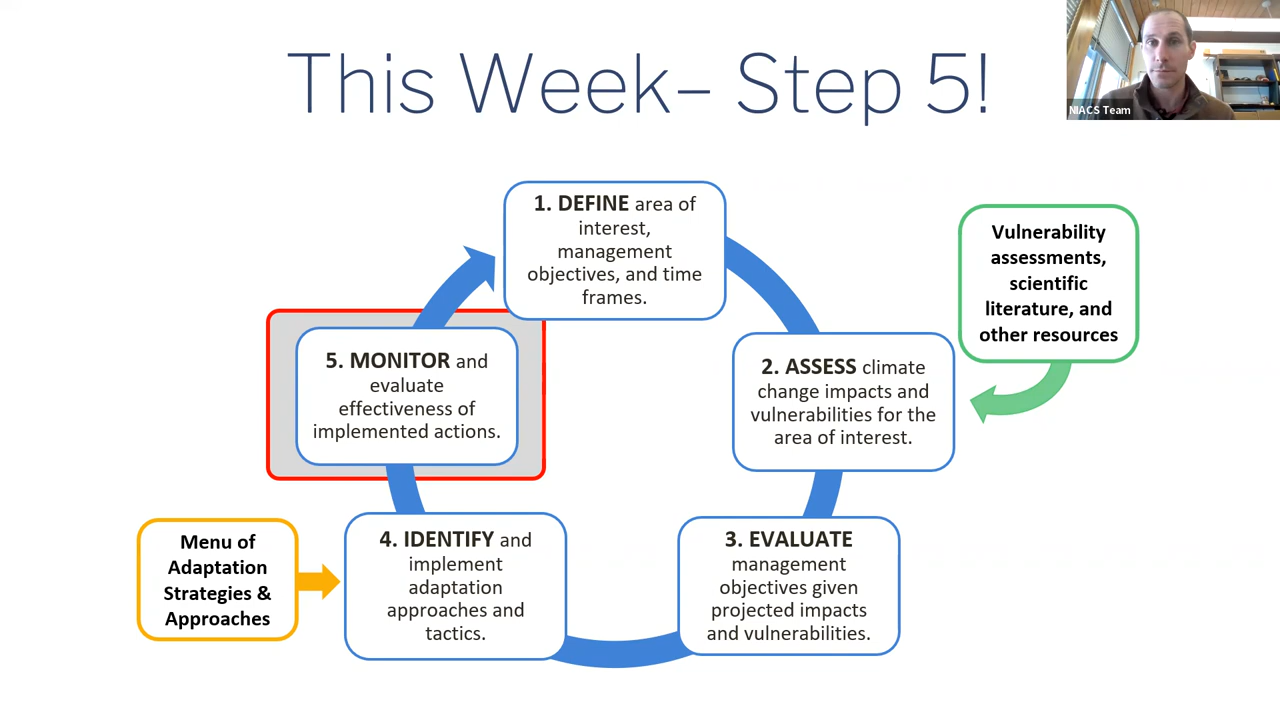 This Week– Step 5!
NIACS Team
1. DEFINE area of
interest,
management
objectives, and time
frames.
Vulnerability
assessments,
scientific
literature, and
other resources
5. MONITOR and
evaluate
effectiveness of
implemented actions.
2. ASSESS climate
change impacts and
vulnerabilities for the
area of interest.
Menu of
Adaptation
Strategies &
Approaches
4. IDENTIFY and
implement
adaptation
approaches and
tactics.
3. EVALUATE
management
objectives given
projected impacts
and vulnerabilities.